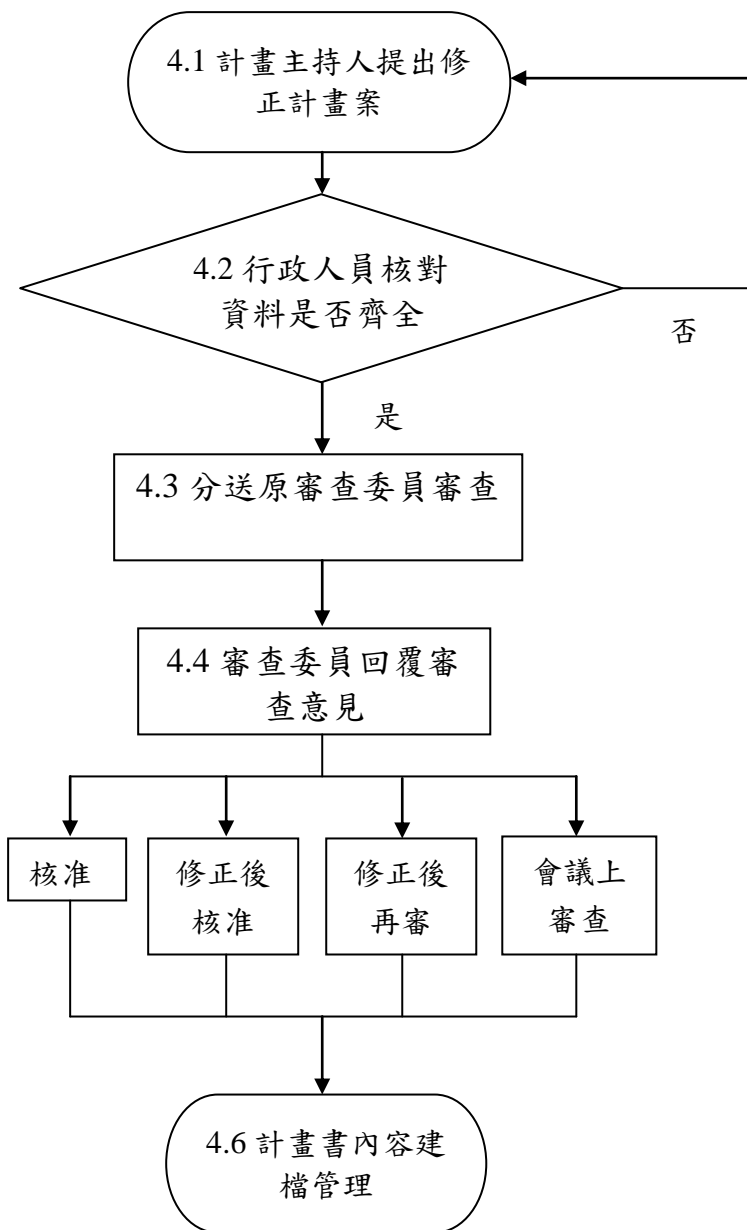 4.1 計畫主持人提出修
正計畫案
4.2 行政人員核對
資料是否齊全
否
是
4.3 分送原審查委員審查
4.4 審查委員回覆審
查意見
核准
修正後
核准
修正後
再審
會議上
審查
4.6 計畫書內容建
檔管理